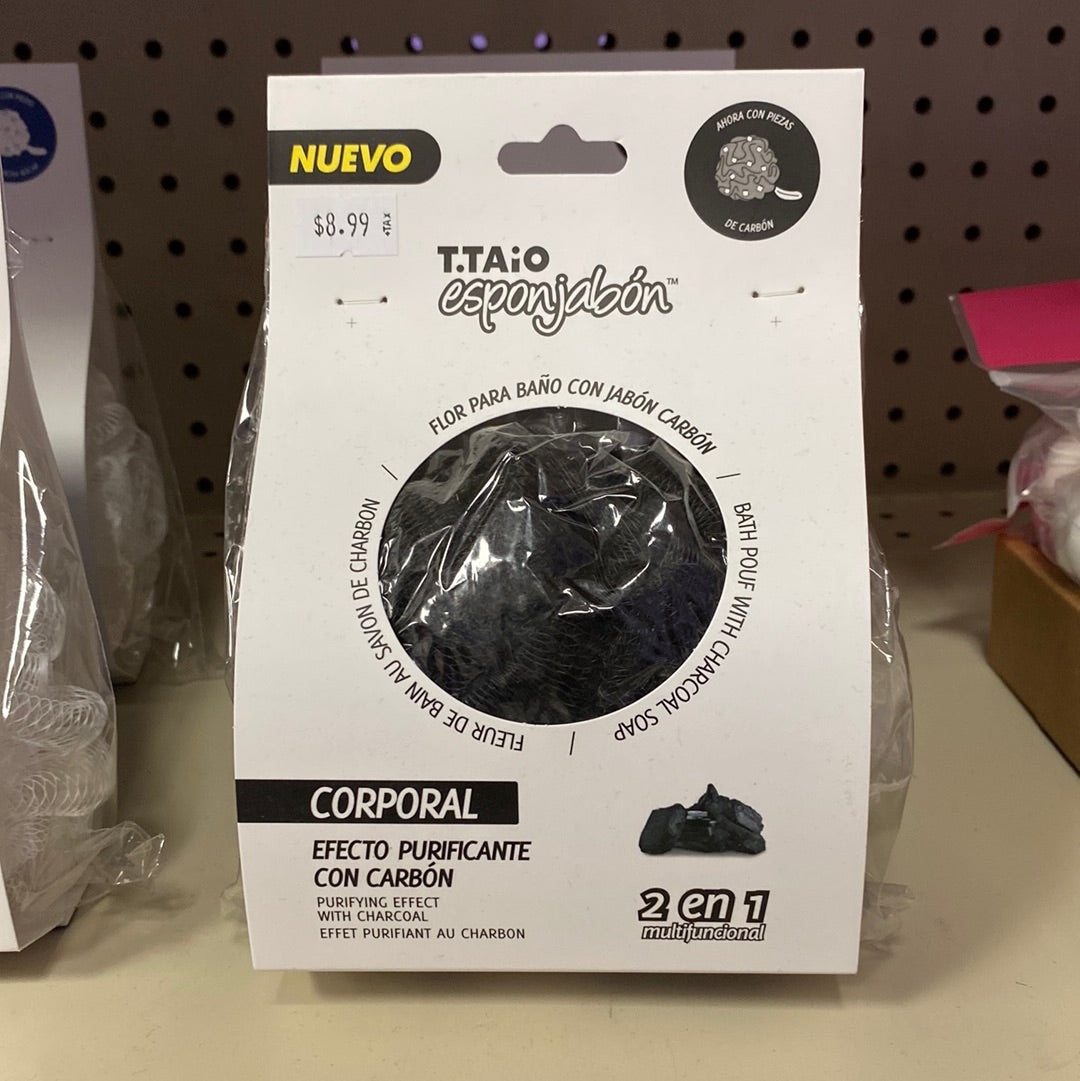 NUEVO
$8.99 +TAX
AHORA CON PIEZAS
DE CARBÓN
T.TAiO
esponjabón™
FLOR PARA BAÑO CON JABÓN CARBÓN
BATH POUF WITH CHARCOAL SOAP
FLEUR DE BAIN AU SAVON DE CHARBON
CORPORAL
EFECTO PURIFICANTE
CON CARBÓN
PURIFYING EFFECT
WITH CHARCOAL
EFFET PURIFIANT AU CHARBON
2 en 1
multifuncional